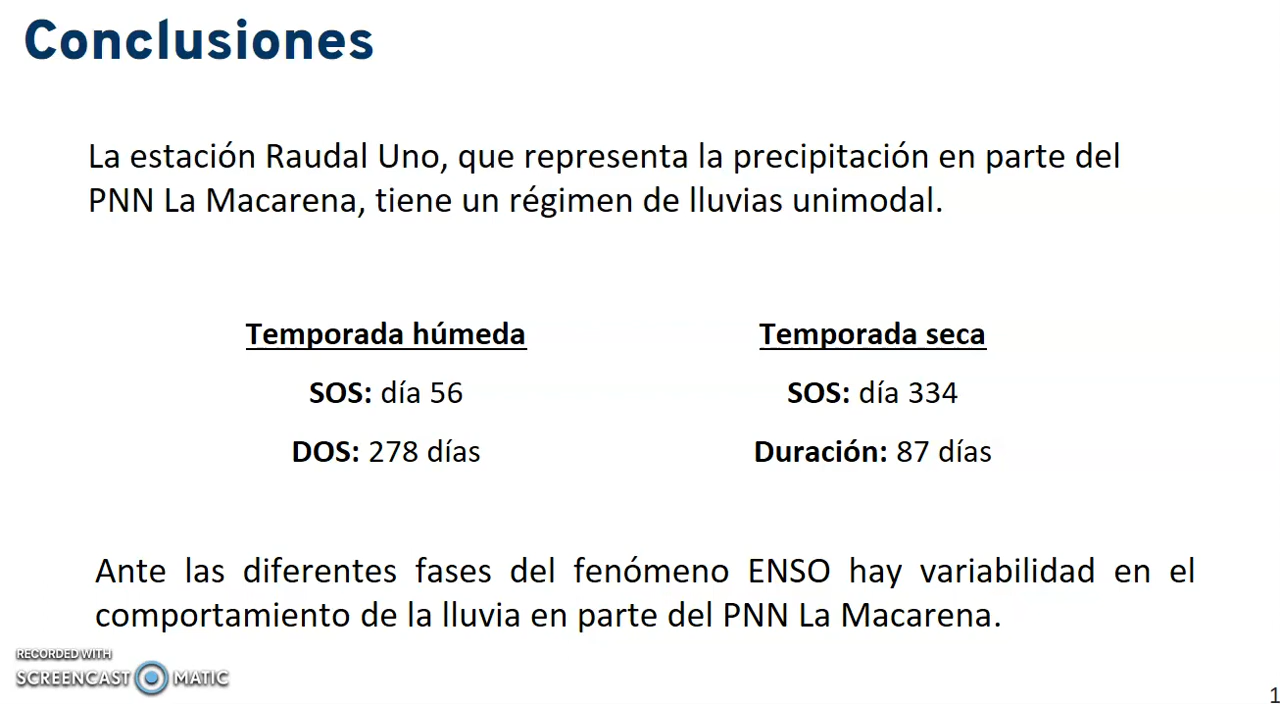 Conclusiones
La estación Raudal Uno, que representa la precipitación en parte del
PNN La Macarena, tiene un régimen de lluvias unimodal.
Temporada húmeda
SOS: día 56
DOS: 278 días
Temporada seca
SOS: día 334
Duración: 87 días
Ante las diferentes fases del fenómeno ENSO hay variabilidad en el
comportamiento de la lluvia en parte del PNN La Macarena.
RECORDED WITH
SCREENCAST MATIC
1